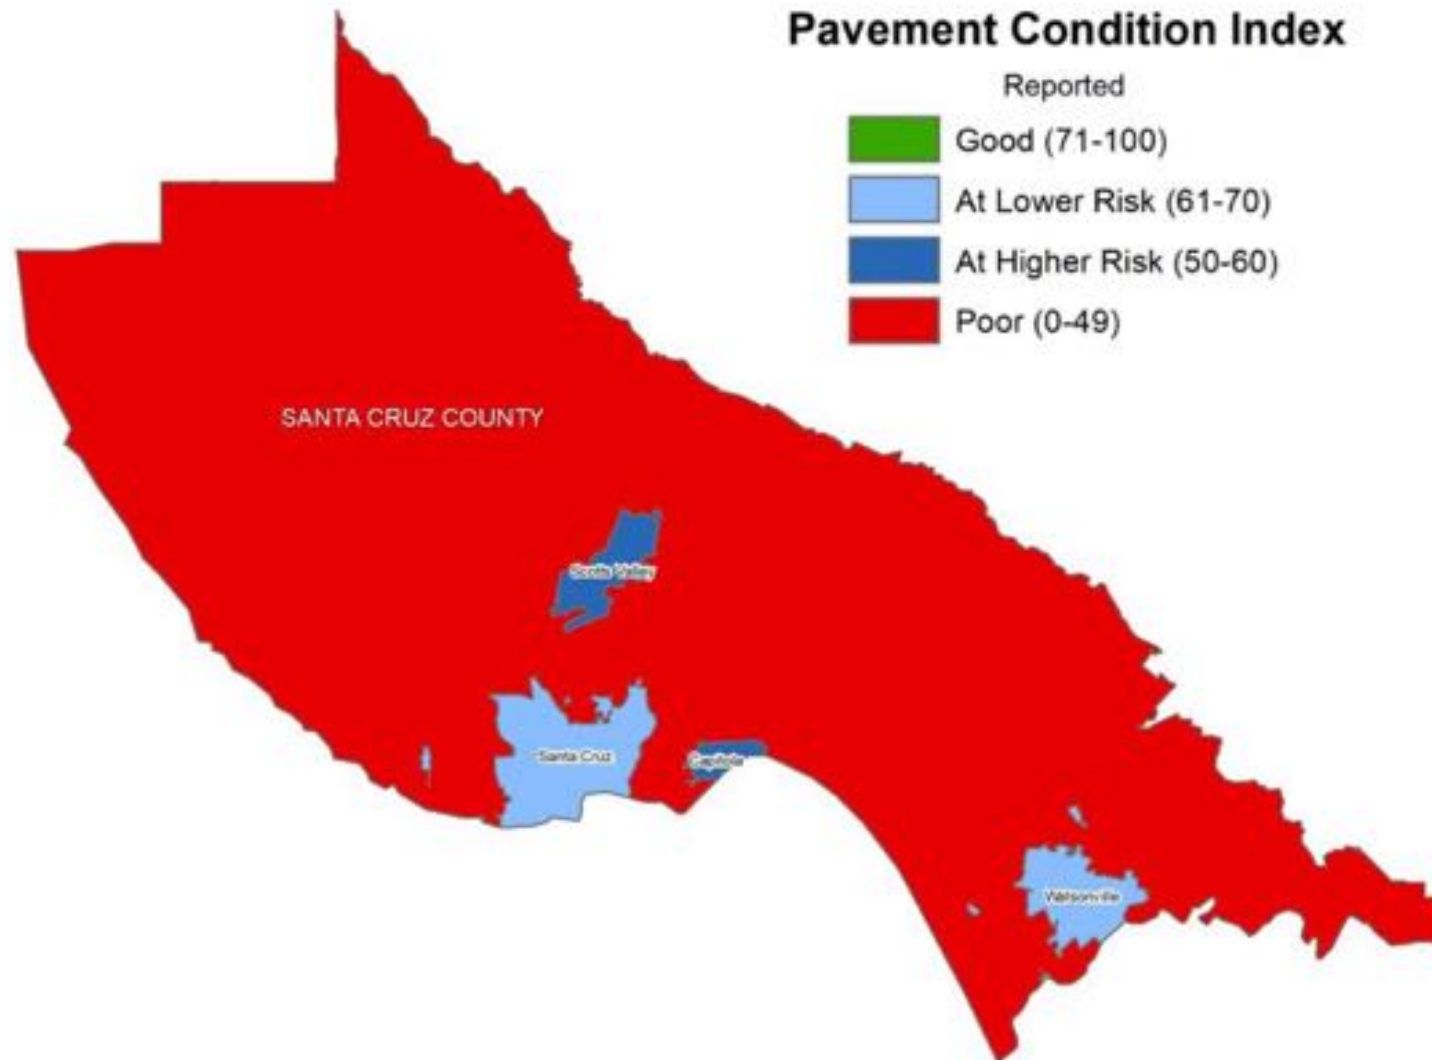 Pavement Condition Index
Reported
Good (71-100)
At Lower Risk (61-70)
At Higher Risk (50-60)
Poor (0-49)
SANTA CRUZ COUNTY
Scotts Valley
Santa Cruz
Capitola
Watsonville